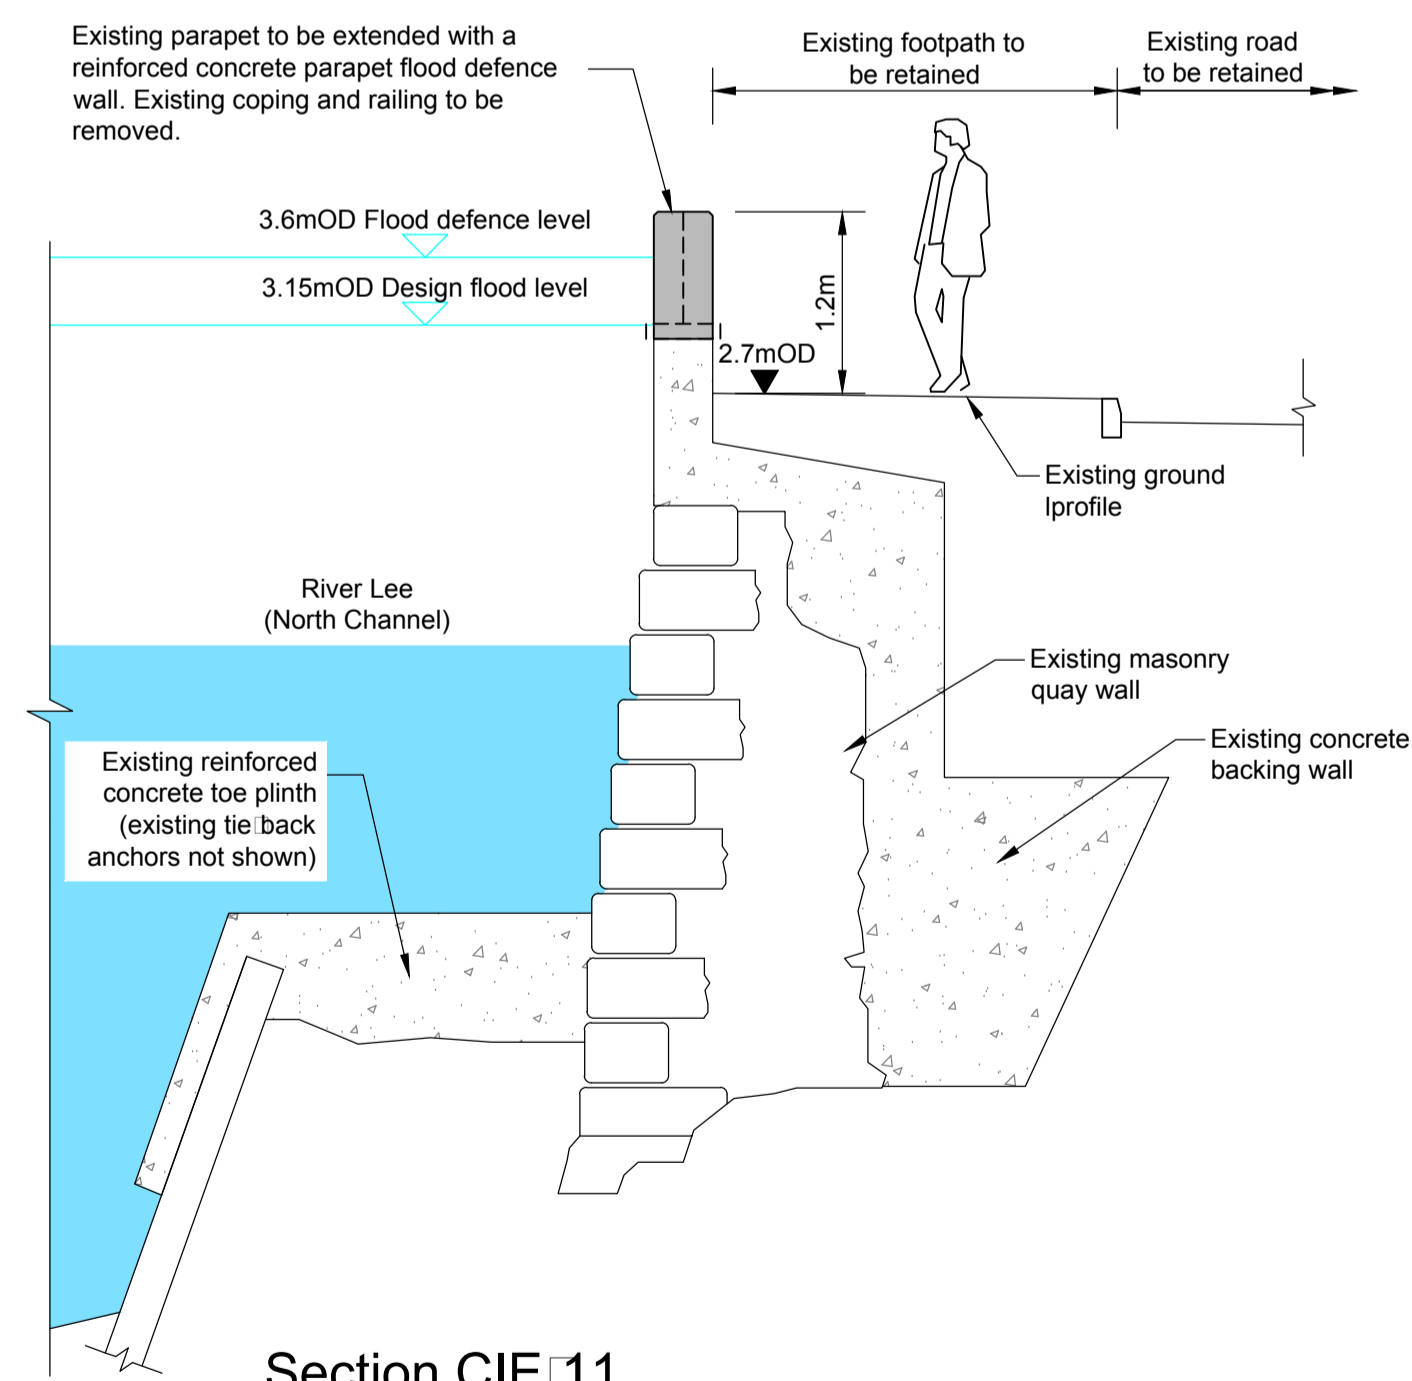 Existing parapet to be extended with a
reinforced concrete parapet flood defence
wall. Existing coping and railing to be
removed.
Existing footpath to
be retained
Existing road
to be retained
3.6mOD Flood defence level
3.15mOD Design flood level
1.2m
2.7mOD
Existing ground
lprofile
River Lee
(North Channel)
Existing masonry
quay wall
Existing concrete
backing wall
Existing reinforced
concrete toe plinth
(existing tie□back
anchors not shown)
Section CIE□11